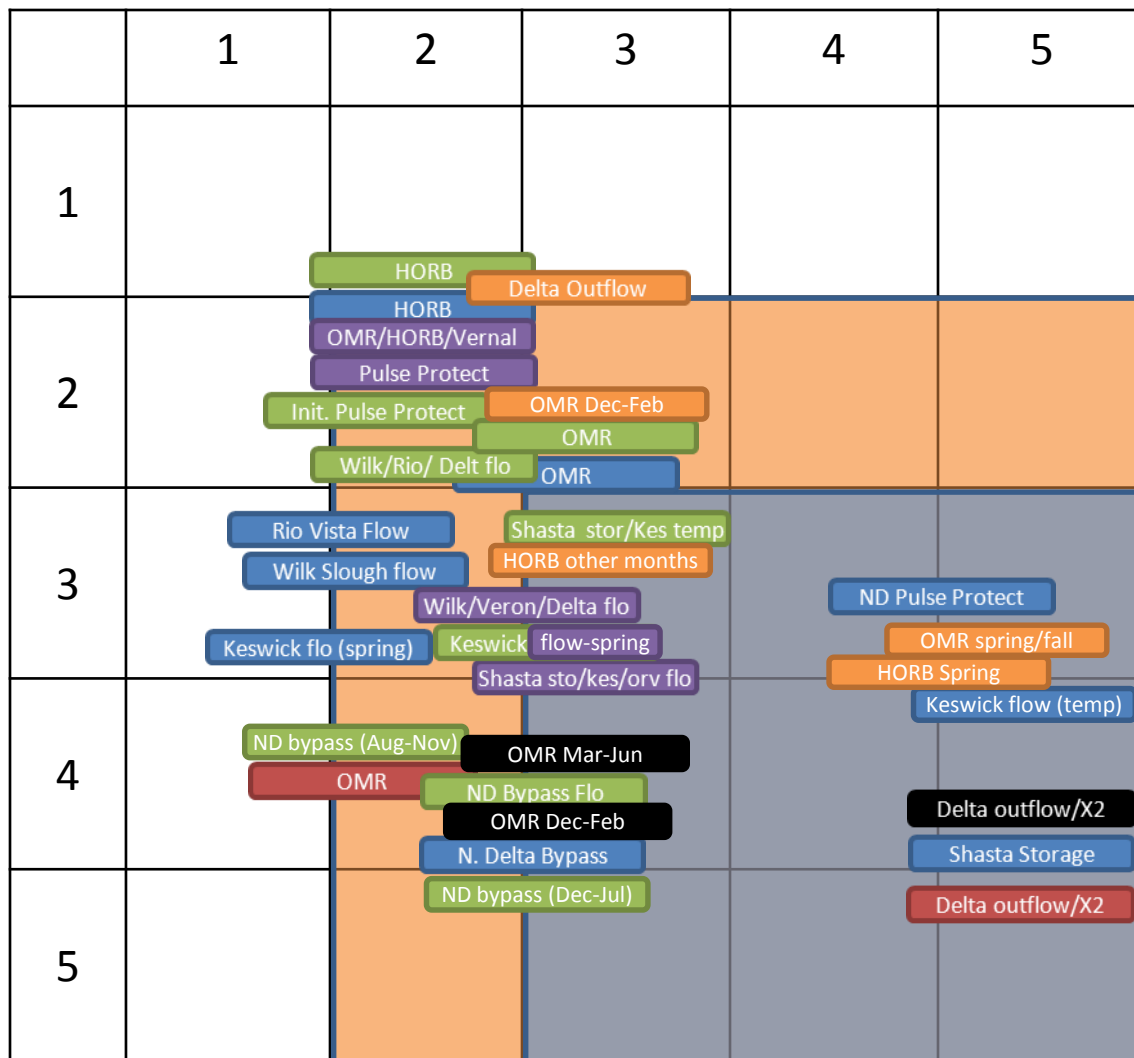 1 2 3 4 5
1
HORB
Delta Outflow
HORB
OMR/HORB/Vernal
Pulse Protect
2
Init. Pulse Protect
OMR Dec-Feb
OMR
Wilk/Rio/ Delt flo
OMR
Rio Vista Flow
Shasta  stor/Kes temp
HORB other months
Wilk Slough flow
3
ND Pulse Protect
Wilk/Veron/Delta flo
Keswick flo (spring)
Keswick
flow-spring
OMR spring/fall
HORB Spring
Shasta sto/kes/orv flo
Keswick flow (temp)
ND bypass (Aug-Nov)
OMR Mar-Jun
4
OMR
ND Bypass Flo
Delta outflow/X2
OMR Dec-Feb
N. Delta Bypass
Shasta Storage
ND bypass (Dec-Jul)
Delta outflow/X2
5